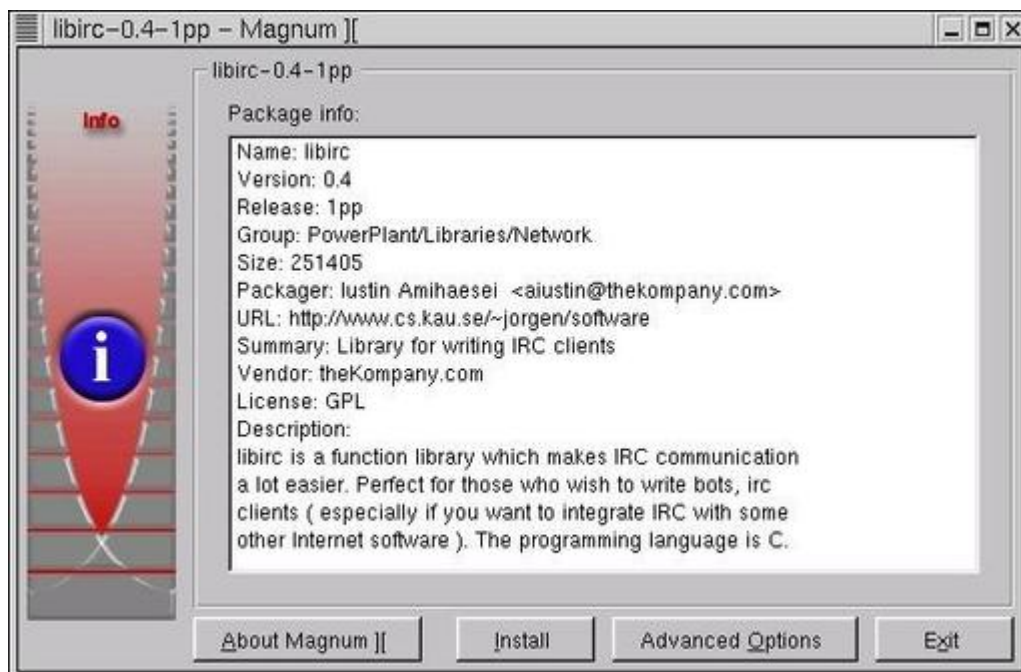 libirc-0.4-1pp - Magnum ][
Info
libirc-0.4-1pp
Package info:
Name: libirc
Version: 0.4
Release: 1pp
Group: PowerPlant/Libraries/Network
Size: 251405
Packager: Iustin Amihaesei <aiustin@thekompany.com>
URL: http://www.cs.kau.se/~jorgen/software
Summary: Library for writing IRC clients
Vendor: theKompany.com
License: GPL
Description:
libirc is a function library which makes IRC communication
a lot easier. Perfect for those who wish to write bots, irc
clients ( especially if you want to integrate IRC with some
other Internet software ). The programming language is C.
i
About Magnum ][ Install Advanced Options Exit